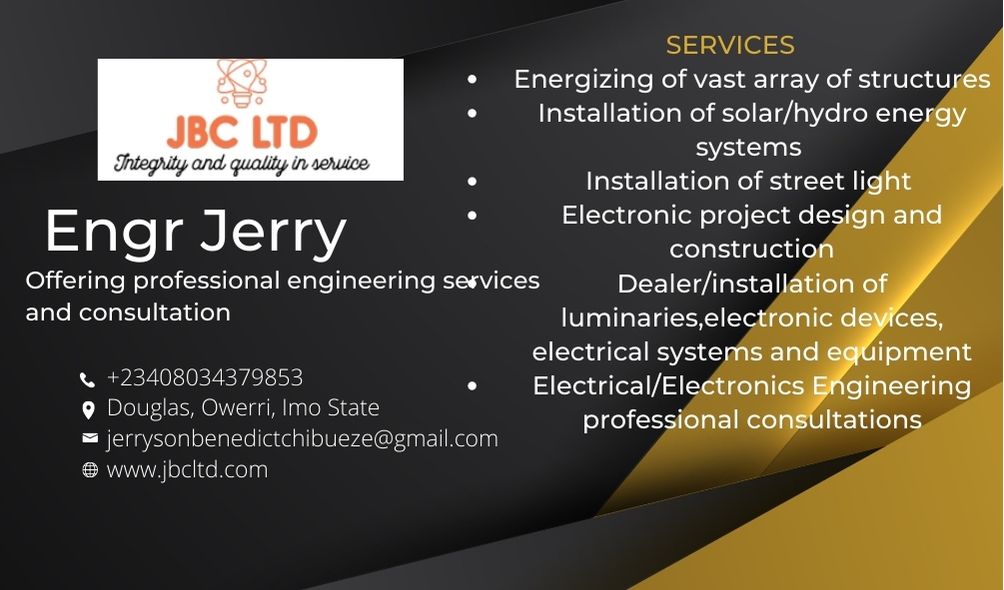 JBC LTD
Integrity and quality in service
Engr Jerry
Offering professional engineering services
and consultation
+23408034379853
Douglas, Owerri, Imo State
jerrysonbenedictchibueze@gmail.com
www.jbcltd.com
SERVICES
• Energizing of vast array of structures
• Installation of solar/hydro energy
systems
• Installation of street light
• Electronic project design and
construction
• Dealer/installation of
luminaries,electronic devices,
electrical systems and equipment
• Electrical/Electronics Engineering
professional consultations